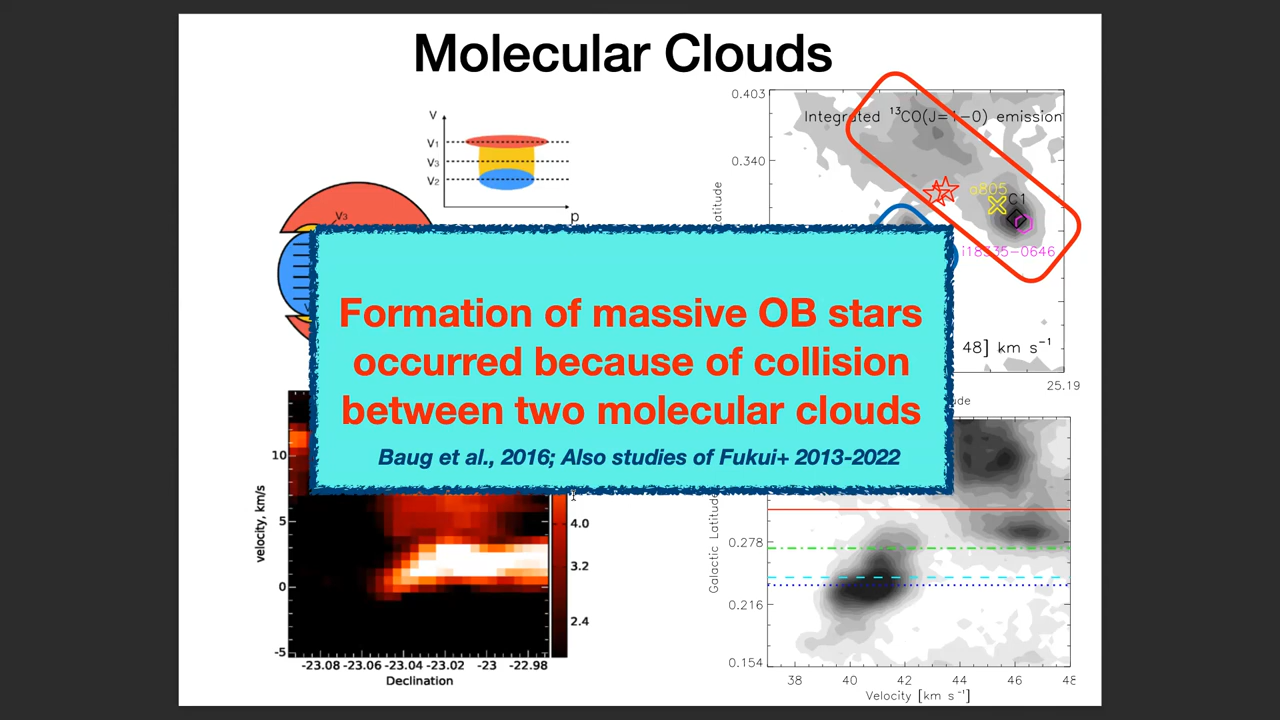 Molecular Clouds
V
V₁
V₃
V₂
p
V₃
0.403
Integrated ¹³CO(J=1-0) emission
0.340
a805
C1
i18335-0646
48] km s⁻¹
25.19
Formation of massive OB stars
occurred because of collision
between two molecular clouds
Baug et al., 2016; Also studies of Fukui+ 2013-2022
velocity, km/s
10
5
0
-5
-23.08 -23.06 -23.04 -23.02 -23 -22.98
Declination
4.0
3.2
2.4
Galactic Latitude
0.278
0.216
0.154
38 40 42 44 46 48
Velocity [km s⁻¹]